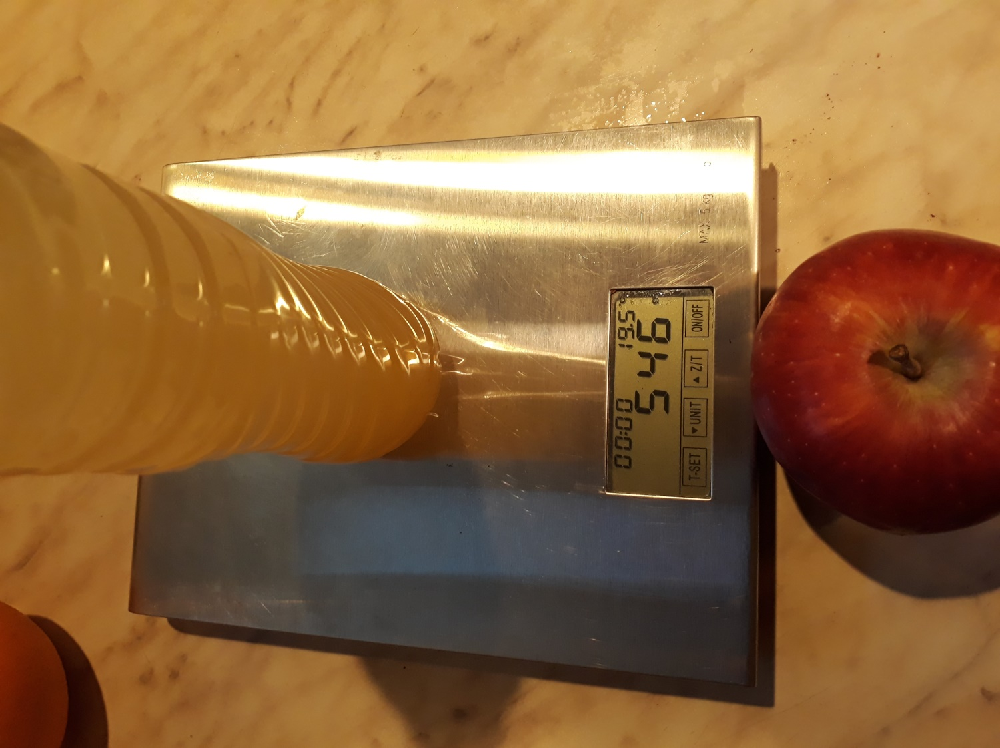 MAX 5 kg
00:00 19.5°
546 g
T-SET ▼UNIT ▲Z/T ON/OFF